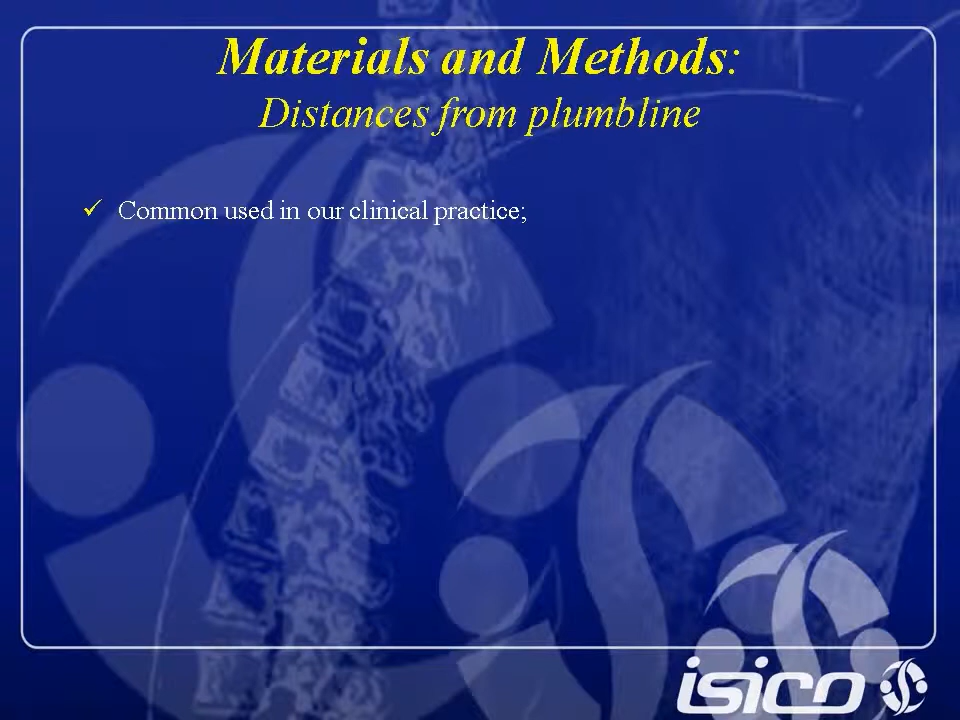 Materials and Methods:
Distances from plumbline
✓ Common used in our clinical practice;
isico